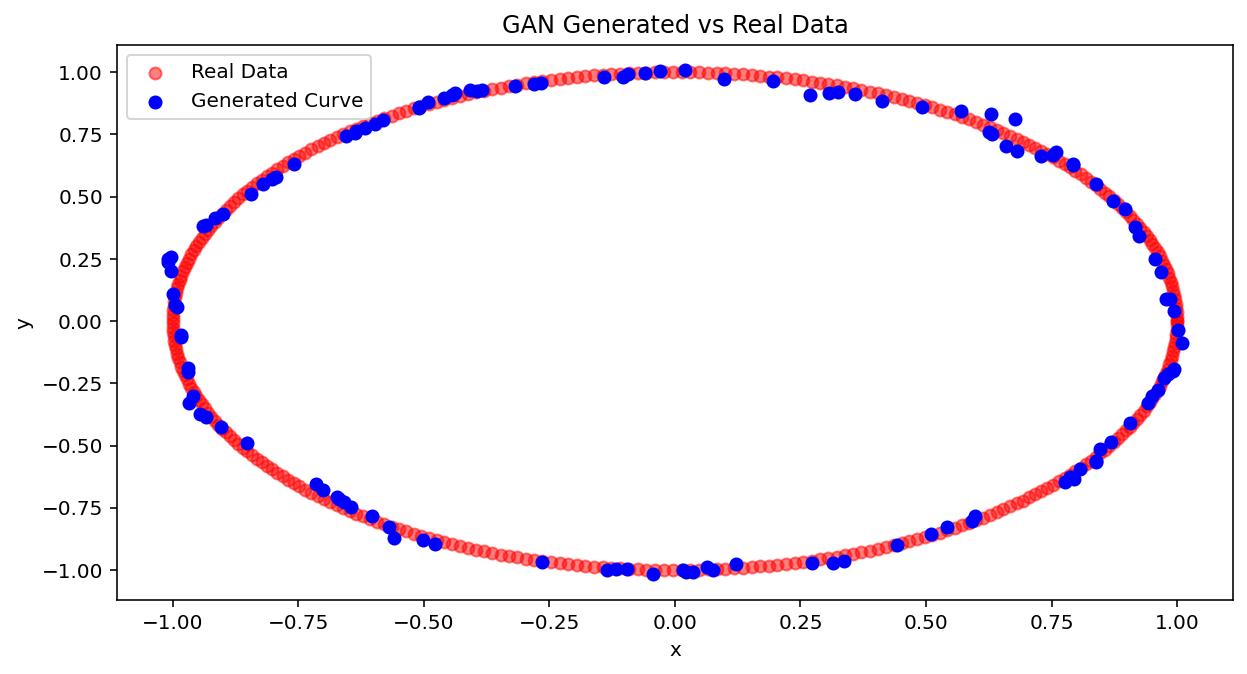 GAN Generated vs Real Data
Real Data
Generated Curve
1.00
0.75
0.50
0.25
0.00
−0.25
−0.50
−0.75
−1.00
y
−1.00 −0.75 −0.50 −0.25 0.00 0.25 0.50 0.75 1.00
x